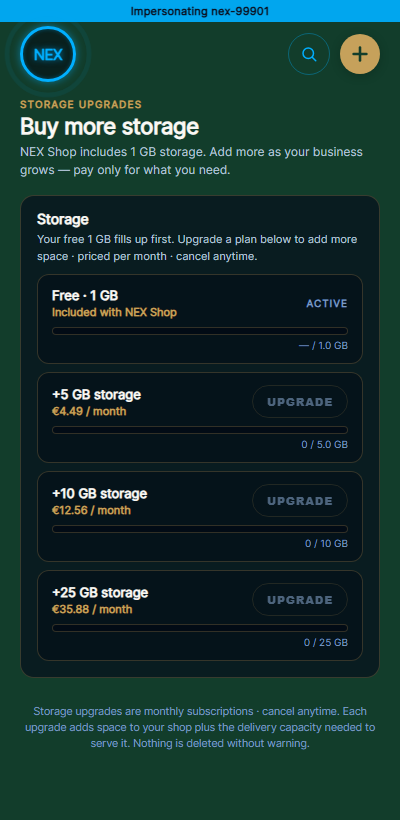 Impersonating nex-99901
NEX
STORAGE UPGRADES
Buy more storage
NEX Shop includes 1 GB storage. Add more as your business
grows — pay only for what you need.
Storage
Your free 1 GB fills up first. Upgrade a plan below to add more
space · priced per month · cancel anytime.
Free · 1 GB
Included with NEX Shop
ACTIVE
— / 1.0 GB
+5 GB storage
€4.49 / month
UPGRADE
0 / 5.0 GB
+10 GB storage
€12.56 / month
UPGRADE
0 / 10 GB
+25 GB storage
€35.88 / month
UPGRADE
0 / 25 GB
Storage upgrades are monthly subscriptions · cancel anytime. Each
upgrade adds space to your shop plus the delivery capacity needed to
serve it. Nothing is deleted without warning.